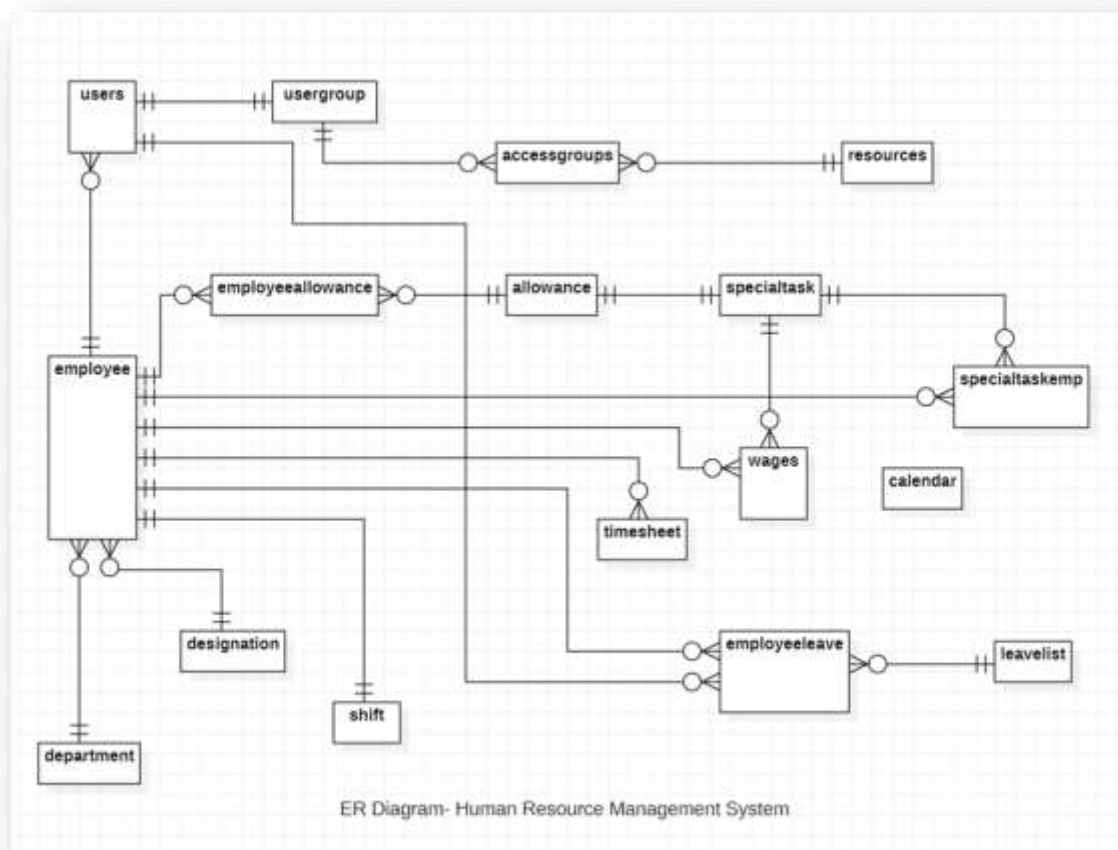 users
usergroup
accessgroups
resources
employeeallowance
allowance
specialtask
employee
specialtaskemp
wages
calendar
timesheet
designation
employeeleave
leavelist
shift
department
ER Diagram- Human Resource Management System